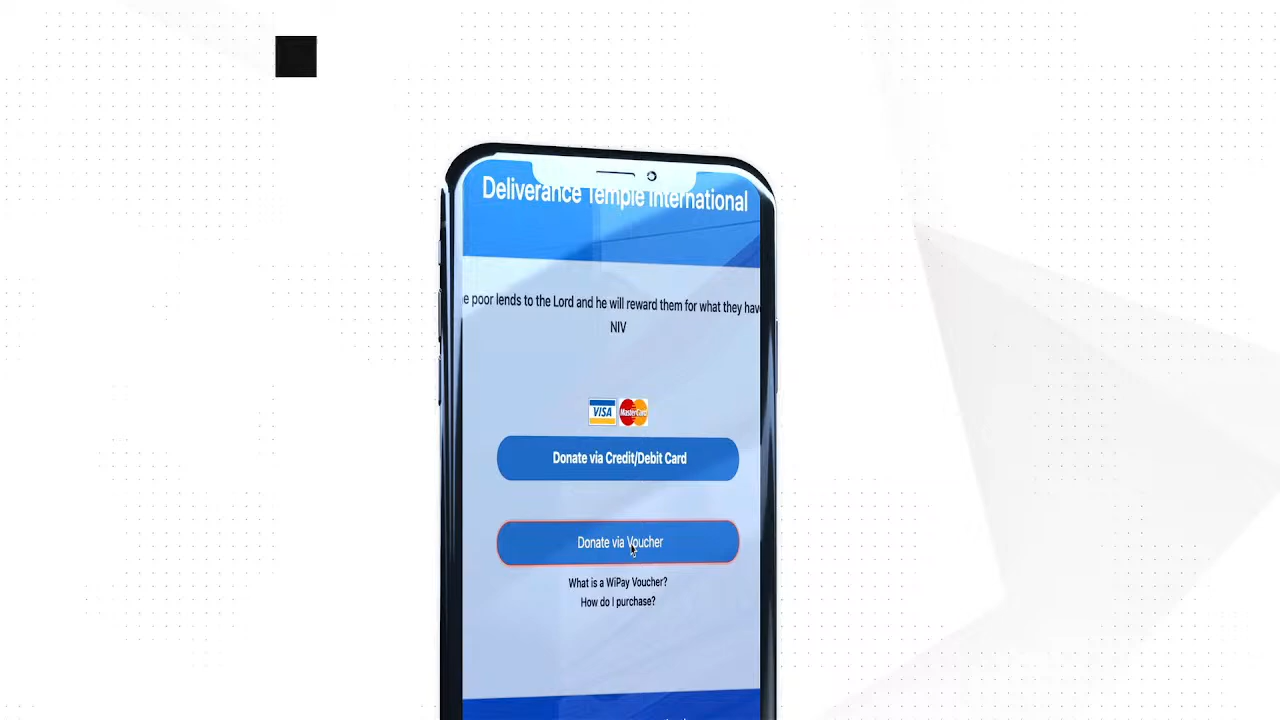 Deliverance Temple International
e poor lends to the Lord and he will reward them for what they hav
NIV
VISA MasterCard
Donate via Credit/Debit Card
Donate via Voucher
What is a WiPay Voucher?
How do I purchase?